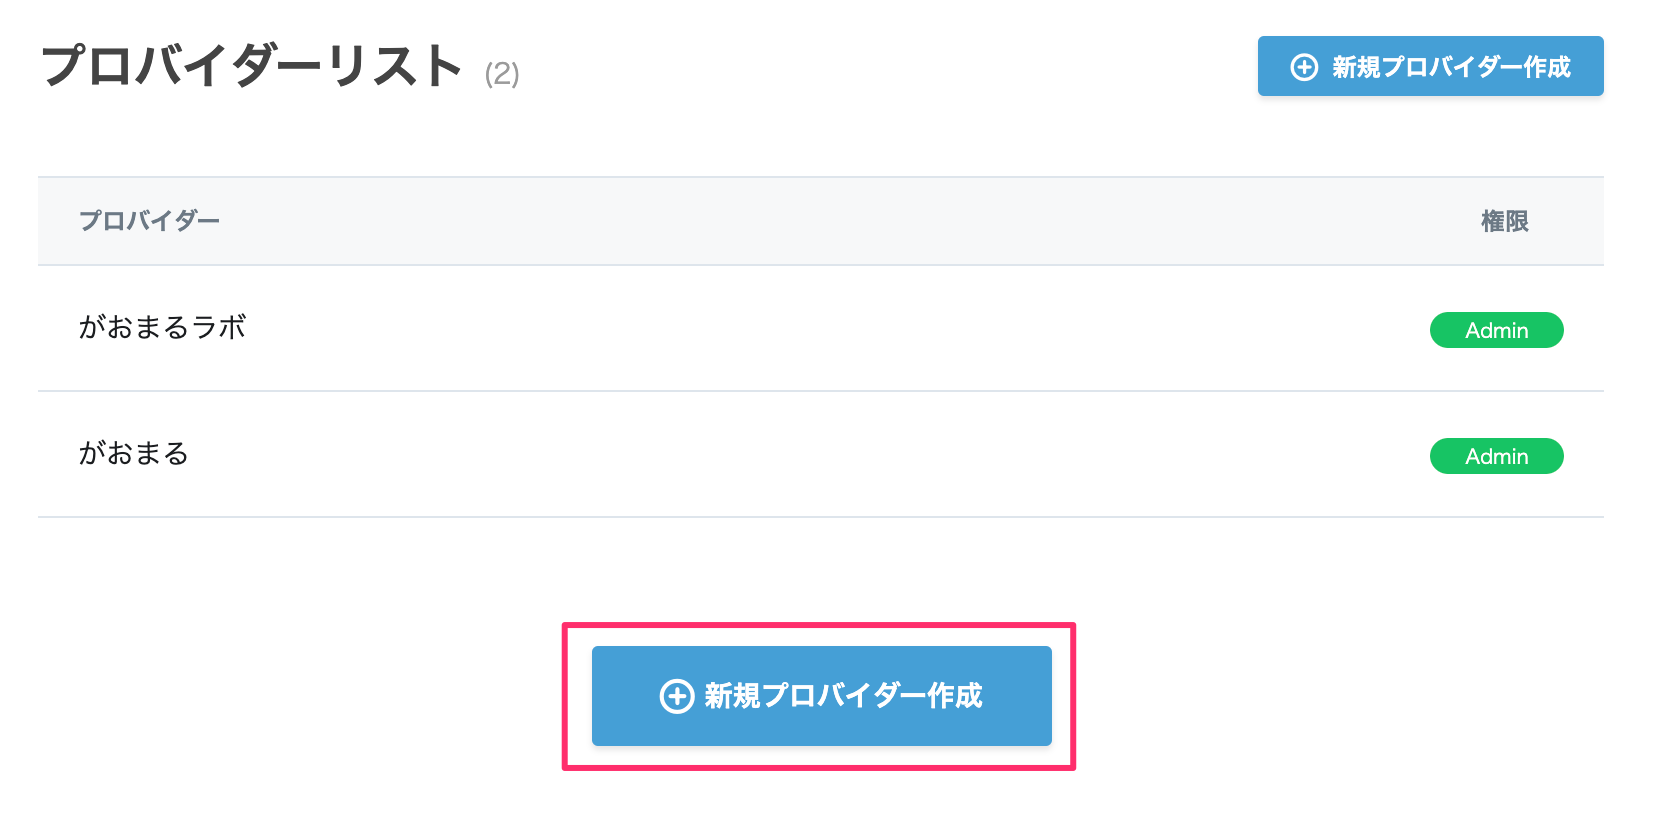 プロバイダーリスト (2)
新規プロバイダー作成
プロバイダー 権限
がおまるラボ Admin
がおまる Admin
新規プロバイダー作成